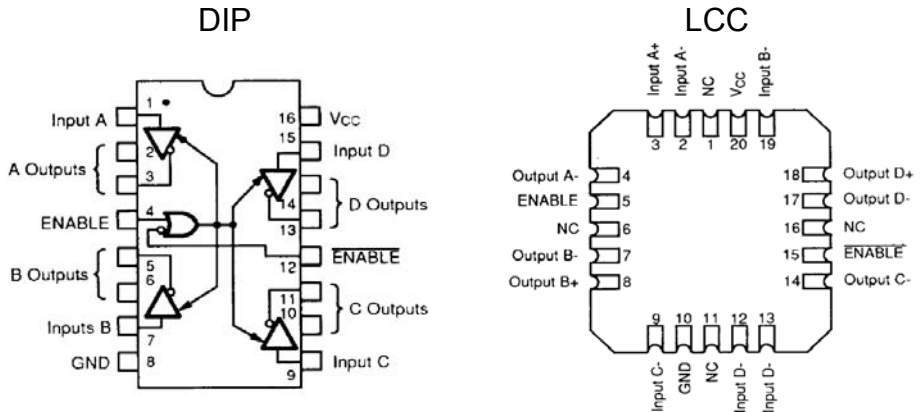 DIP
LCC
1
Input A
2
A Outputs
3
ENABLE
4
B Outputs
5
6
Inputs B
7
GND
8
16
VCC
15
Input D
14
D Outputs
13
12
ENABLE
11
C Outputs
10
9
Input C
Input A+
Input A-
NC
VCC
Input B-
3
2
1
20
19
Output A-
4
ENABLE
5
NC
6
Output B-
7
Output B+
8
18
Output D+
17
Output D-
16
NC
15
ENABLE
14
Output C-
9
10
11
12
13
Input C-
GND
NC
Input D-
Input D-